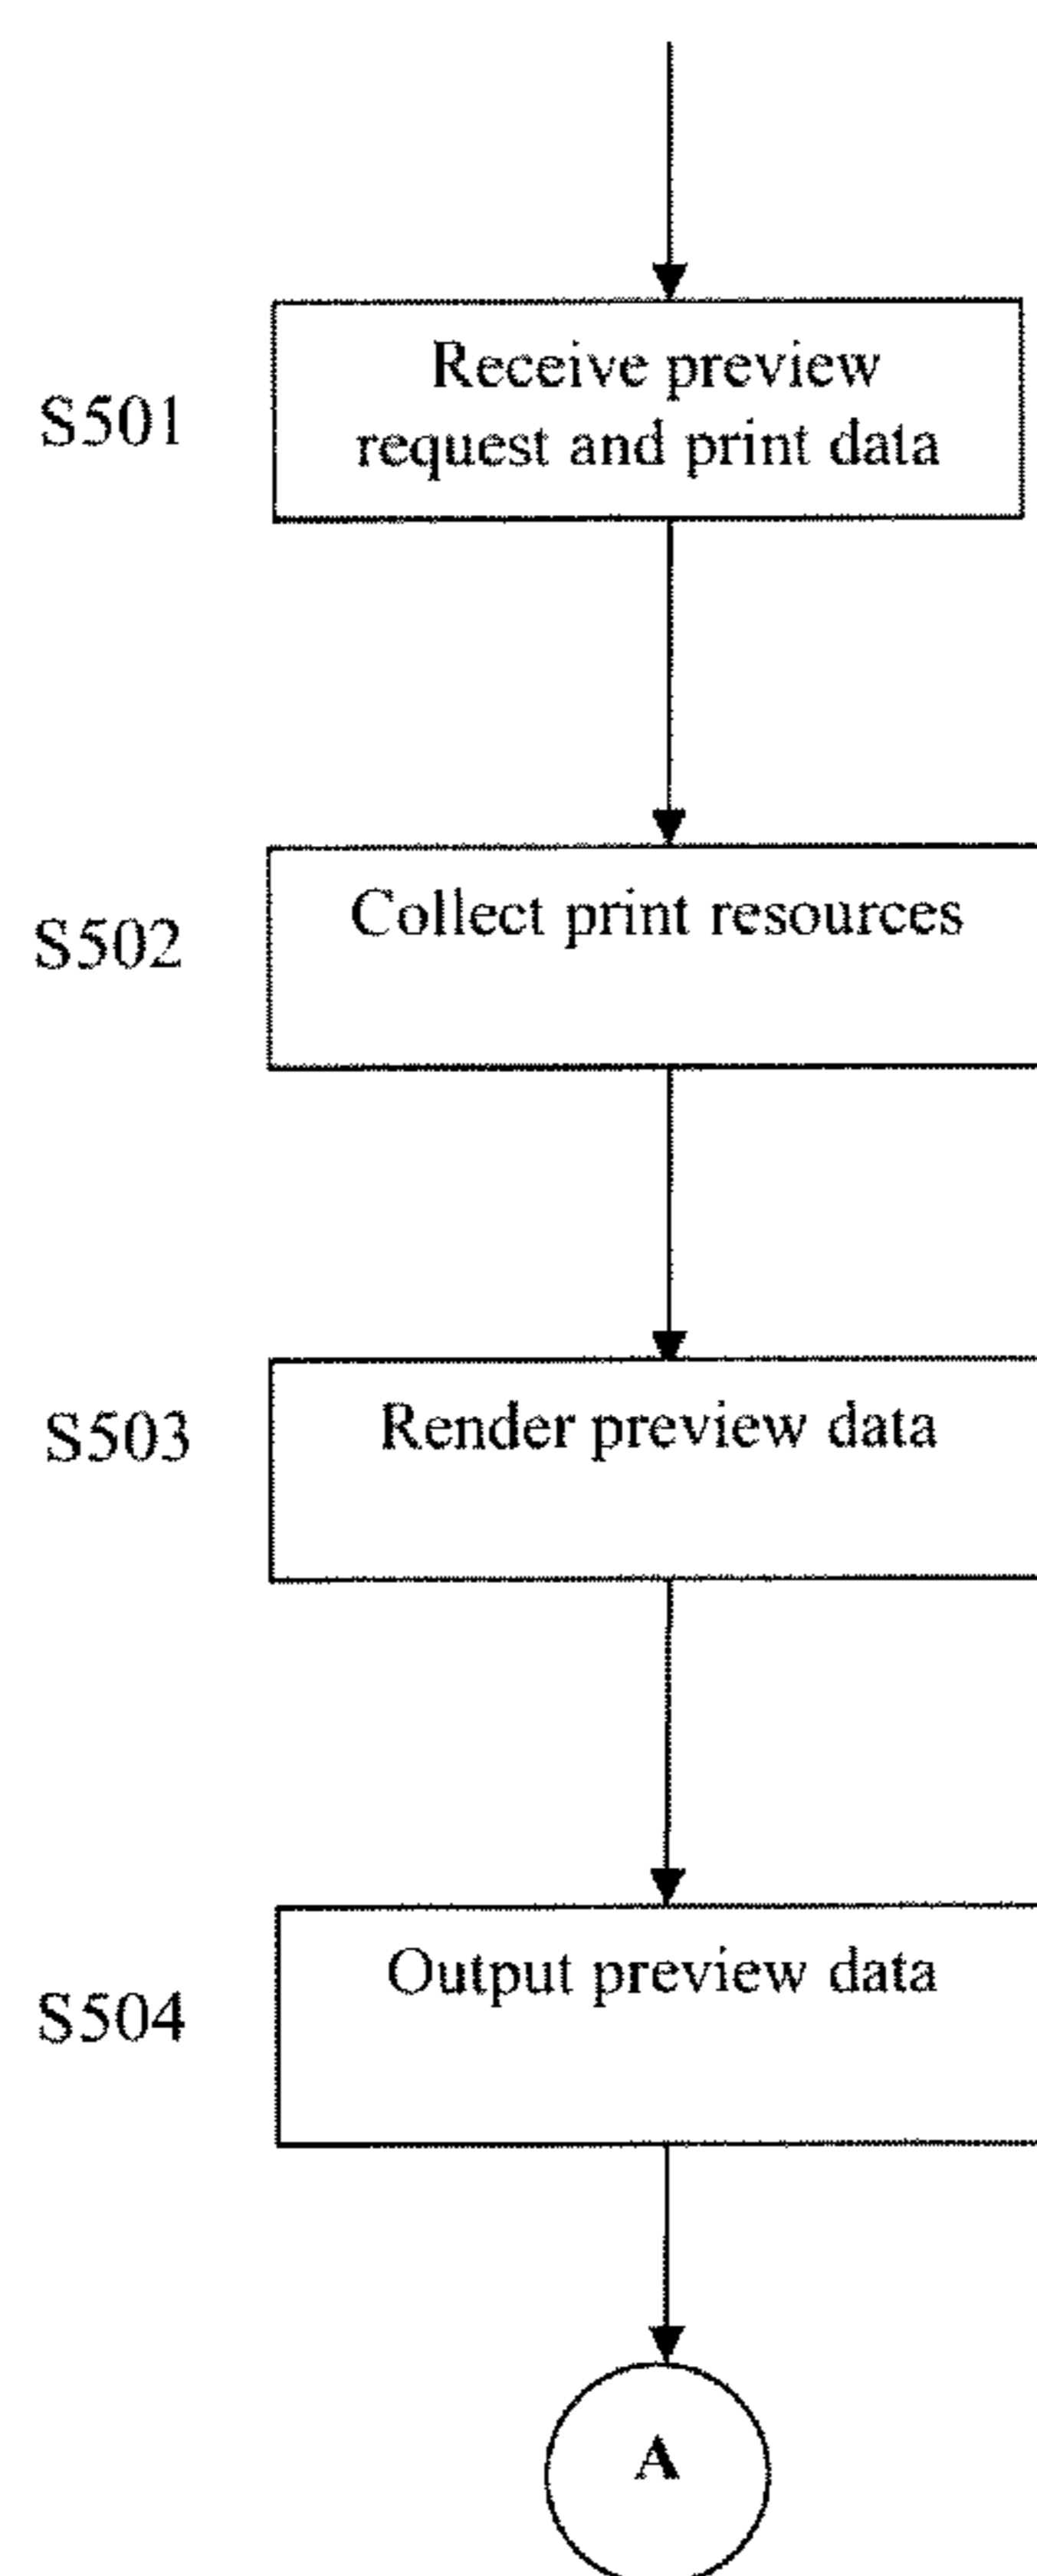 S501
Receive preview
request and print data
S502
Collect print resources
S503
Render preview data
S504
Output preview data
A